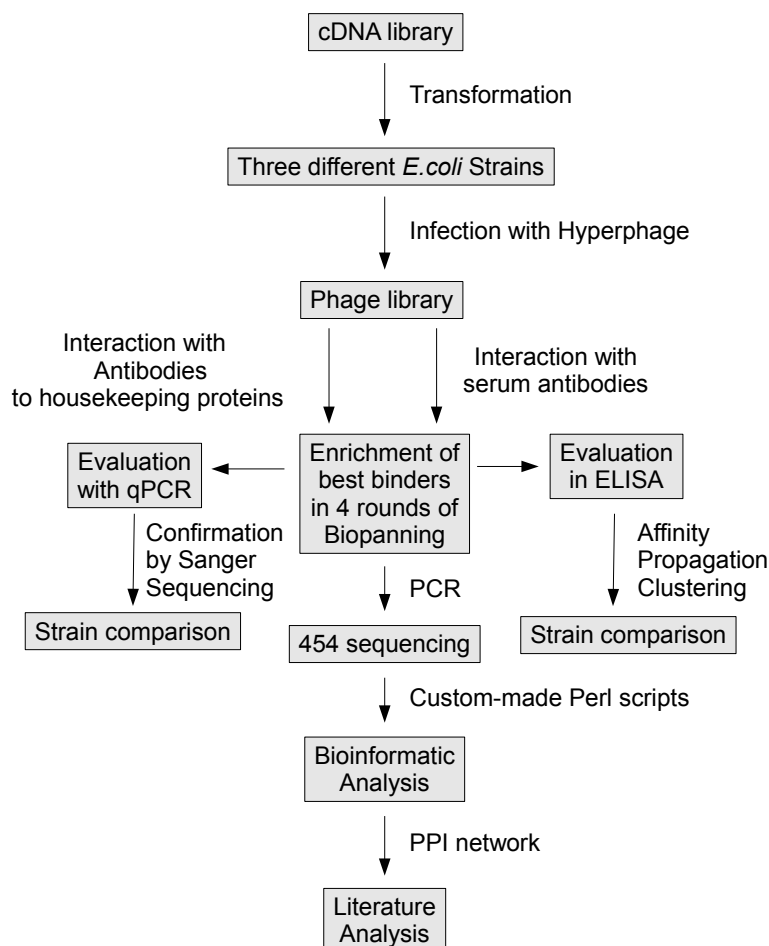 cDNA library
Transformation
Three different E.coli Strains
Infection with Hyperphage
Phage library
Interaction with
Antibodies
to housekeeping proteins
Interaction with
serum antibodies
Evaluation
with qPCR
Enrichment of
best binders
in 4 rounds of
Biopanning
Evaluation
in ELISA
Confirmation
by Sanger
Sequencing
PCR
Affinity
Propagation
Clustering
Strain comparison
454 sequencing
Strain comparison
Custom-made Perl scripts
Bioinformatic
Analysis
PPI network
Literature
Analysis